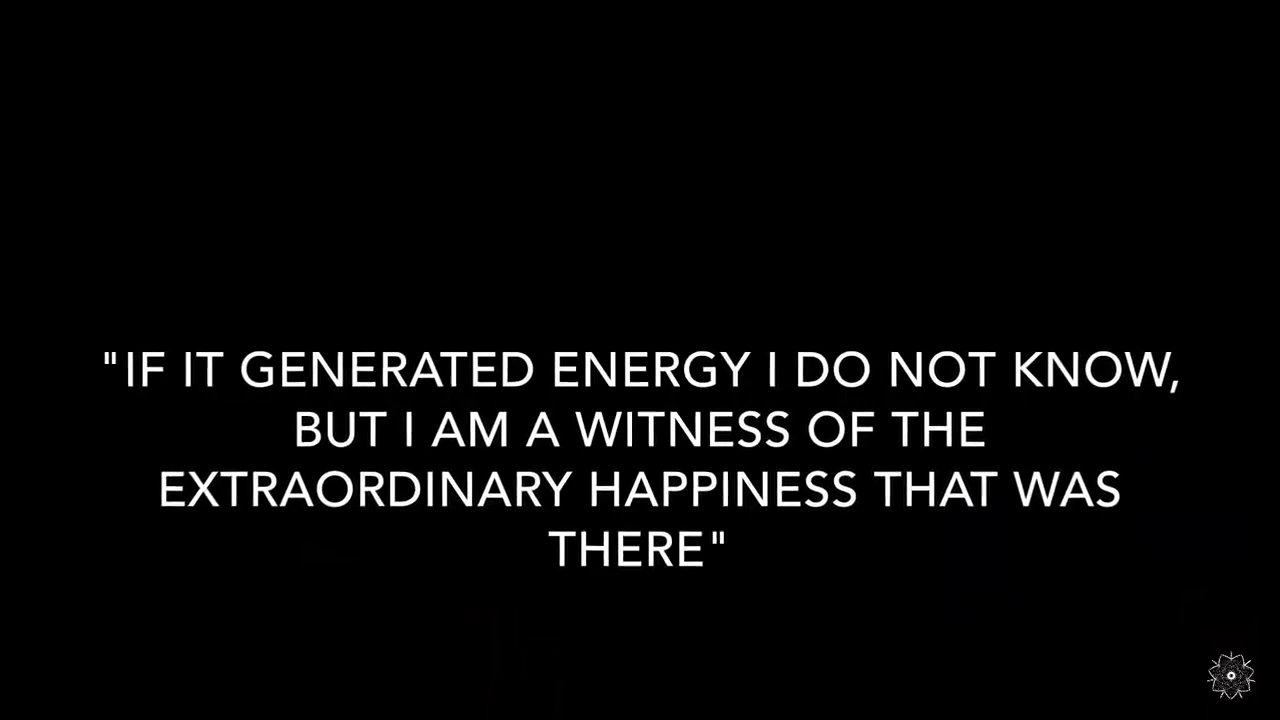 "IF IT GENERATED ENERGY I DO NOT KNOW,
BUT I AM A WITNESS OF THE
EXTRAORDINARY HAPPINESS THAT WAS
THERE"